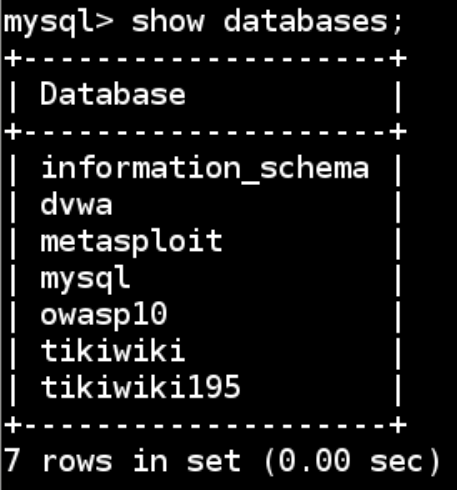 mysql> show databases;
+--------------------+
| Database           |
+--------------------+
| information_schema |
| dvwa               |
| metasploit         |
| mysql              |
| owasp10            |
| tikiwiki           |
| tikiwiki195        |
+--------------------+
7 rows in set (0.00 sec)